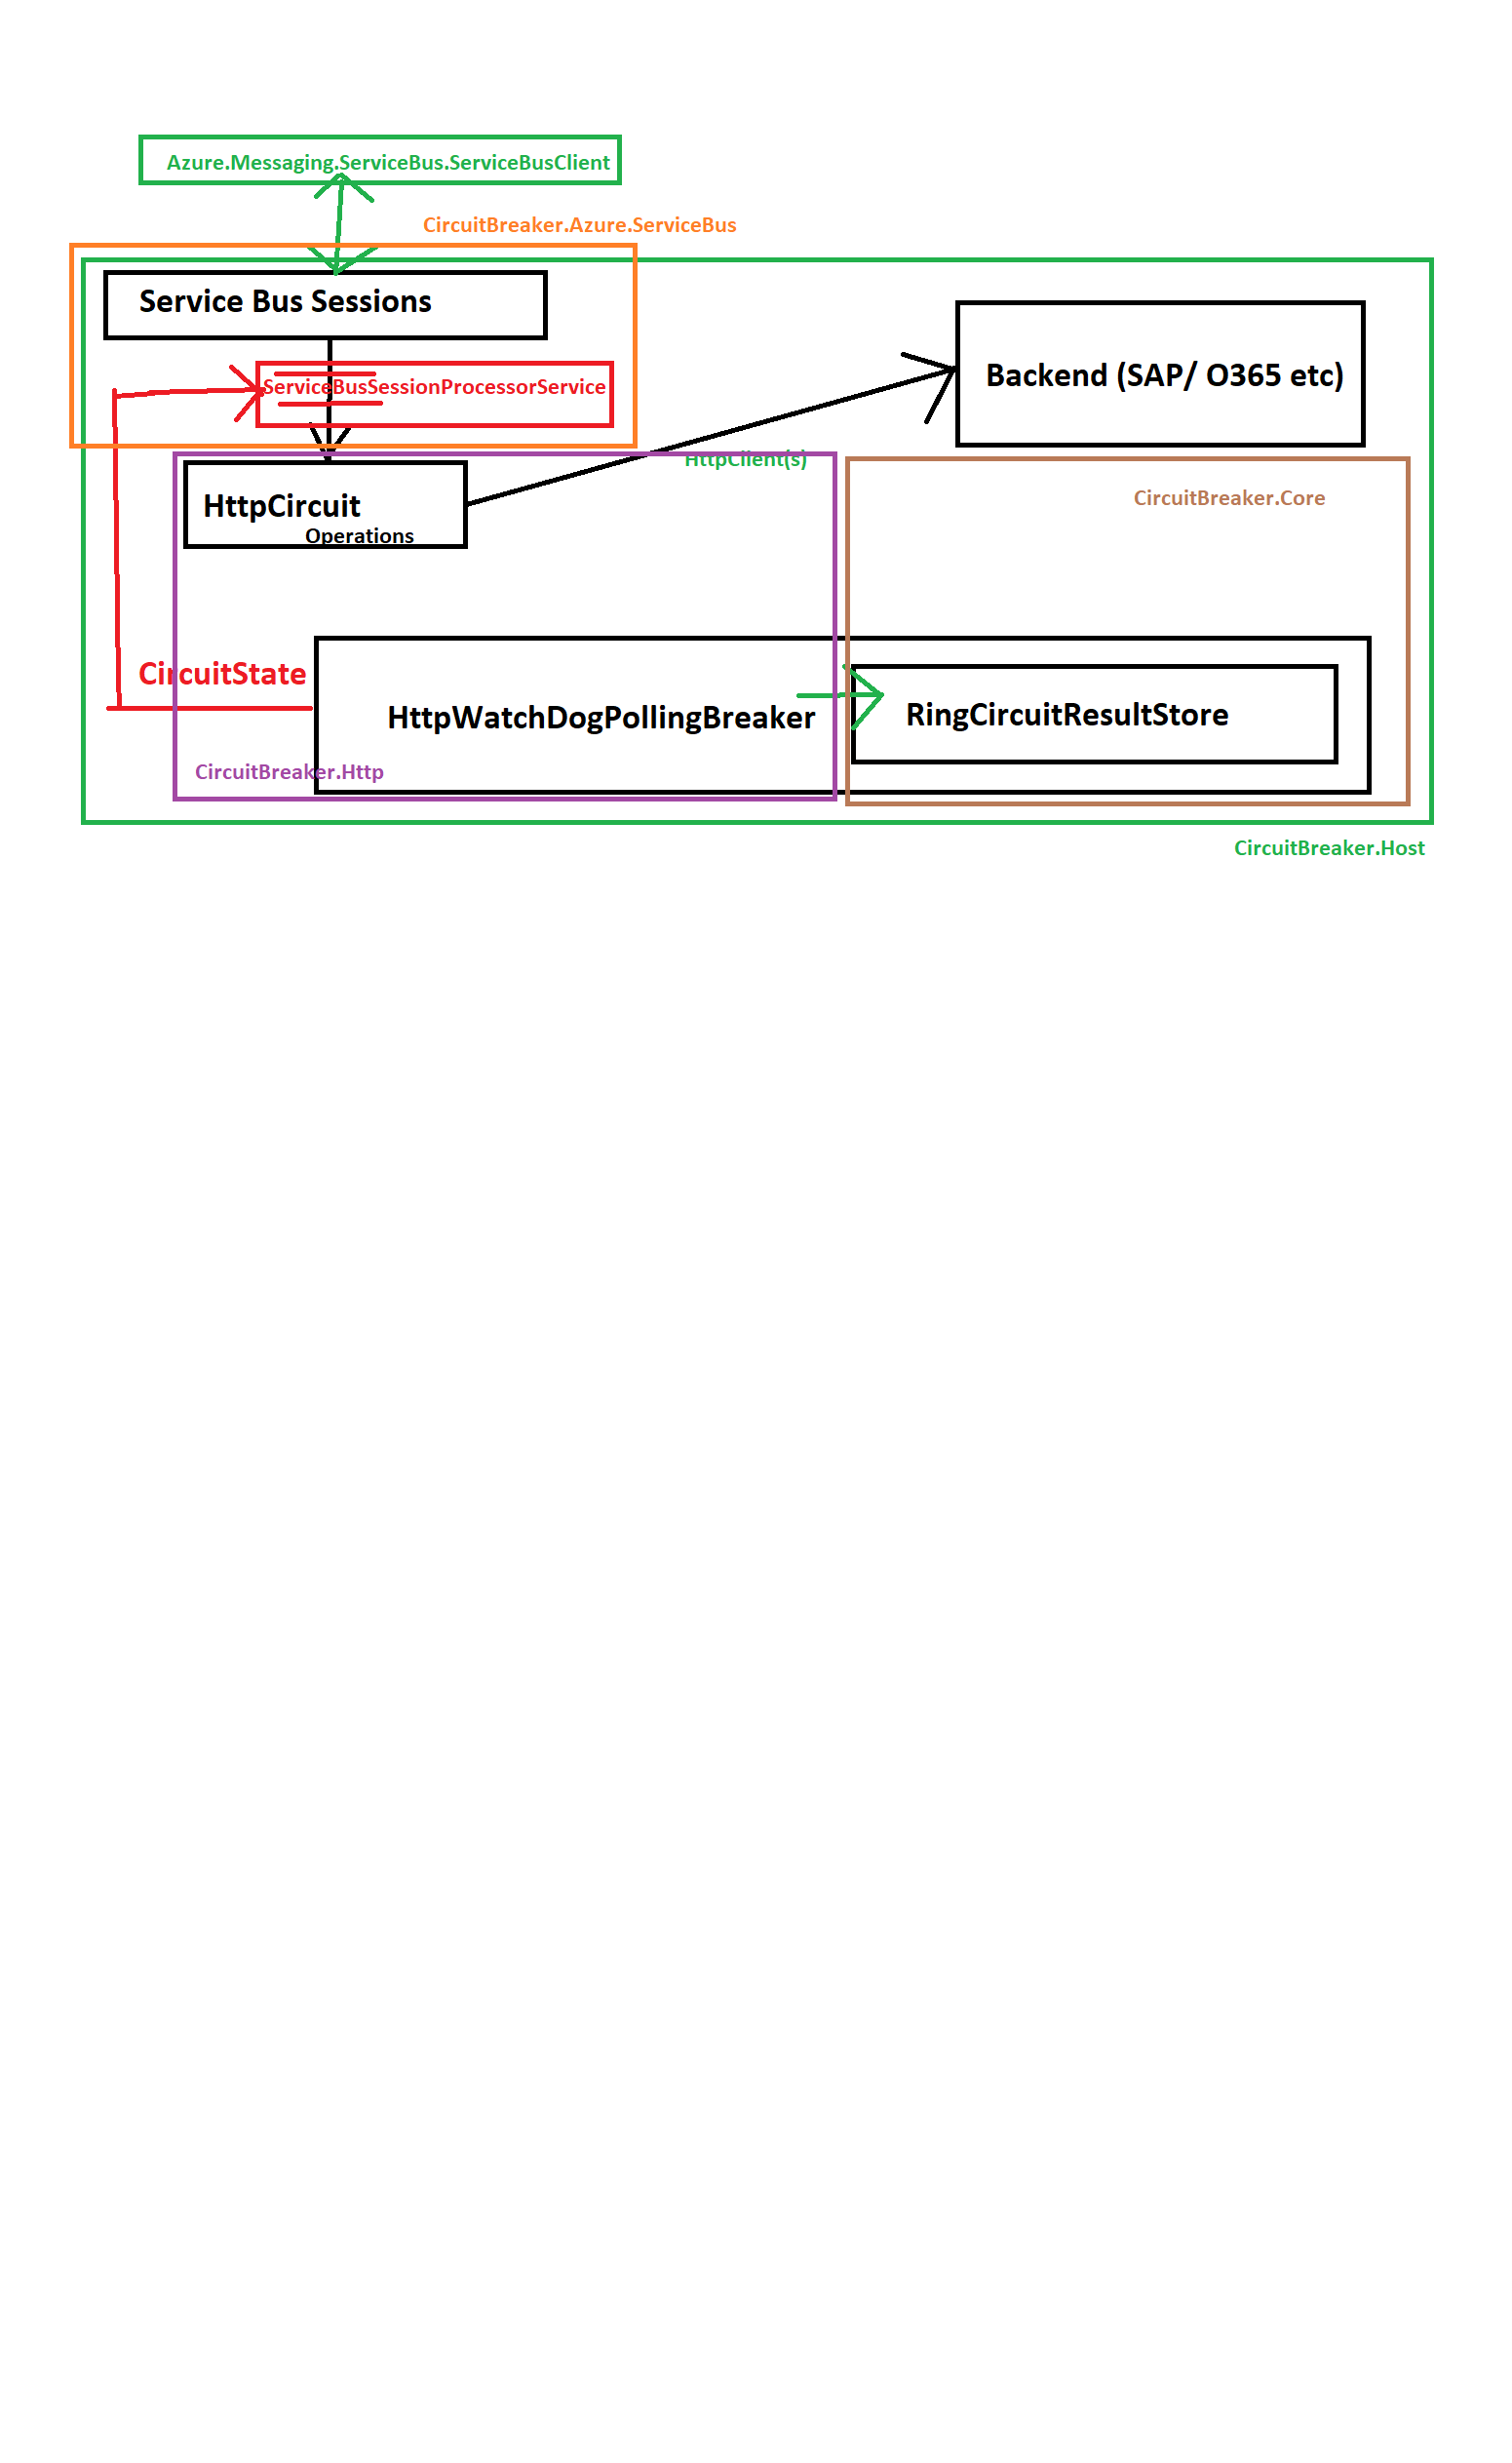 Azure.Messaging.ServiceBus.ServiceBusClient
CircuitBreaker.Azure.ServiceBus
Service Bus Sessions
ServiceBusSessionProcessorService
Backend (SAP/ O365 etc)
HttpClient(s)
CircuitBreaker.Core
HttpCircuit
Operations
CircuitState
HttpWatchDogPollingBreaker
RingCircuitResultStore
CircuitBreaker.Http
CircuitBreaker.Host